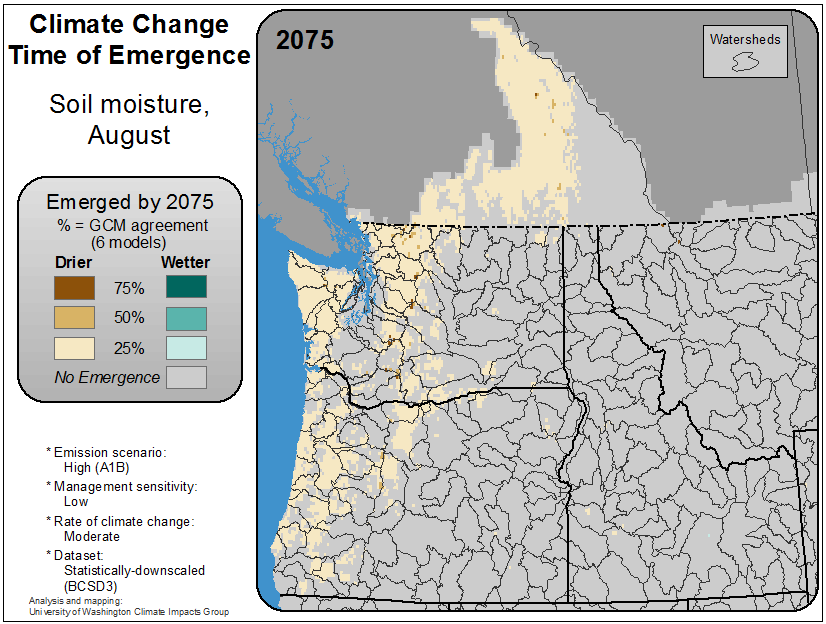 Climate Change
Time of Emergence
Soil moisture,
August
Emerged by 2075
% = GCM agreement
(6 models)
Drier Wetter
75%
50%
25%
No Emergence
* Emission scenario:
High (A1B)
* Management sensitivity:
Low
* Rate of climate change:
Moderate
* Dataset:
Statistically-downscaled
(BCSD3)
Analysis and mapping:
University of Washington Climate Impacts Group
2075
Watersheds